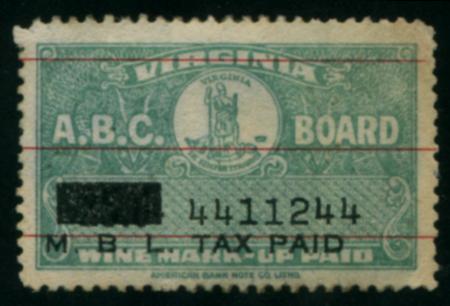 VIRGINIA
VIRGINIA
A.B.C. BOARD
4411244
M. B. L. TAX PAID
WINE MARK-UP PAID
AMERICAN BANK NOTE CO. LITHO.